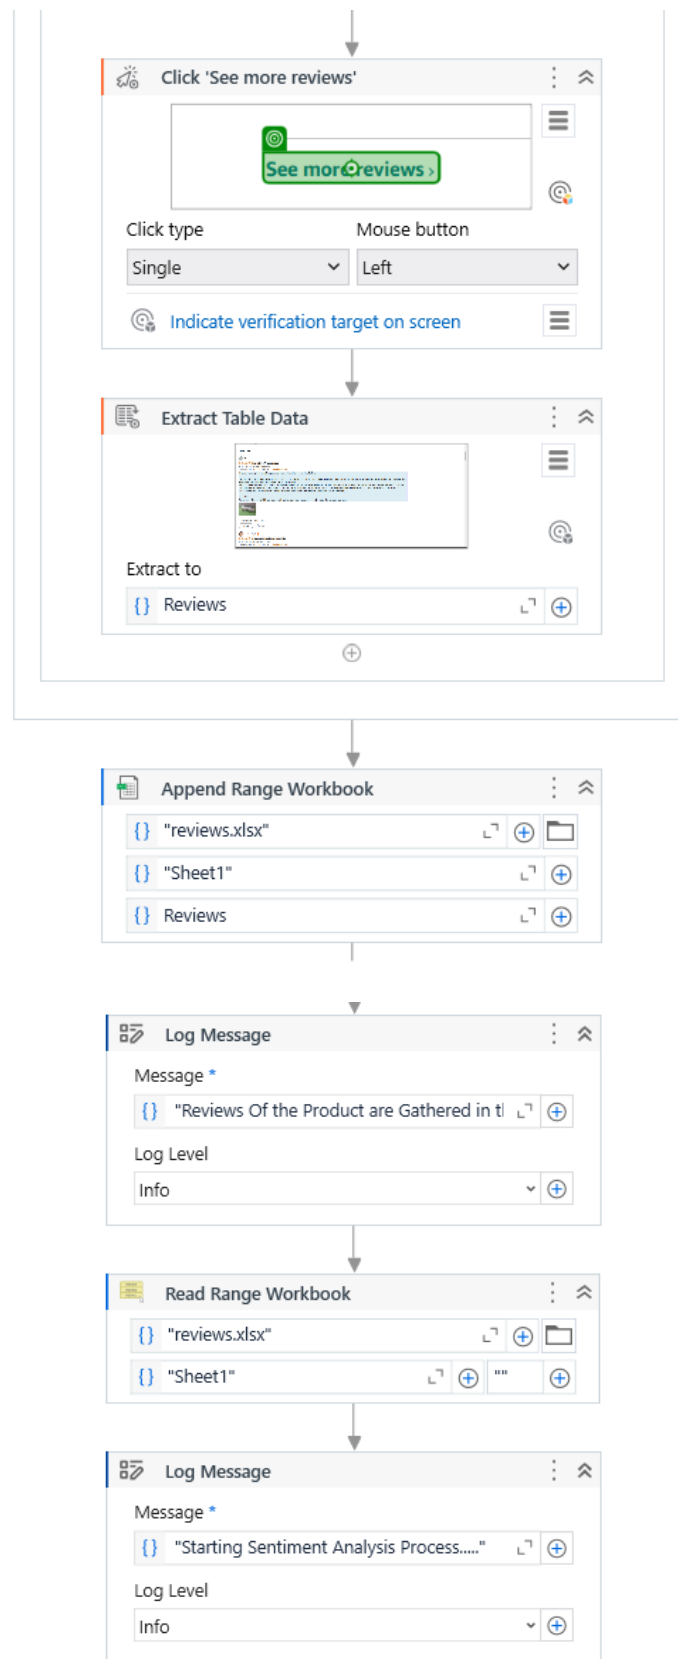 Click 'See more reviews'
See more reviews ›
Click type Mouse button
Single Left
Indicate verification target on screen
Extract Table Data
Extract to
{} Reviews
Append Range Workbook
{} "reviews.xlsx"
{} "Sheet1"
{} Reviews
Log Message
Message *
{} "Reviews Of the Product are Gathered in tl
Log Level
Info
Read Range Workbook
{} "reviews.xlsx"
{} "Sheet1" ""
Log Message
Message *
{} "Starting Sentiment Analysis Process....."
Log Level
Info